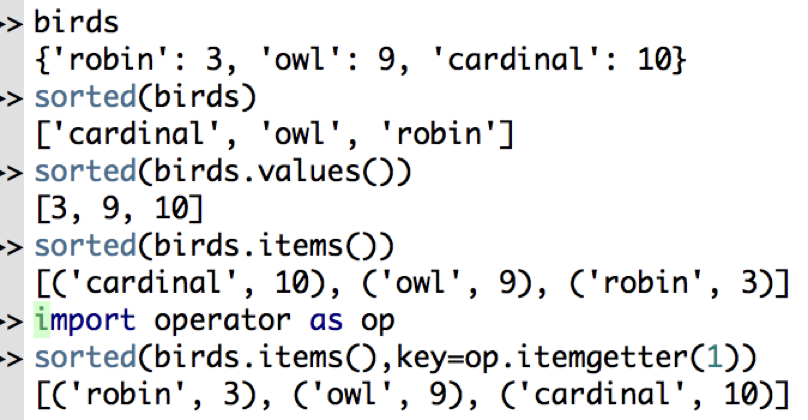 >> birds
{'robin': 3, 'owl': 9, 'cardinal': 10}
>> sorted(birds)
['cardinal', 'owl', 'robin']
>> sorted(birds.values())
[3, 9, 10]
>> sorted(birds.items())
[('cardinal', 10), ('owl', 9), ('robin', 3)]
>> import operator as op
>> sorted(birds.items(),key=op.itemgetter(1))
[('robin', 3), ('owl', 9), ('cardinal', 10)]